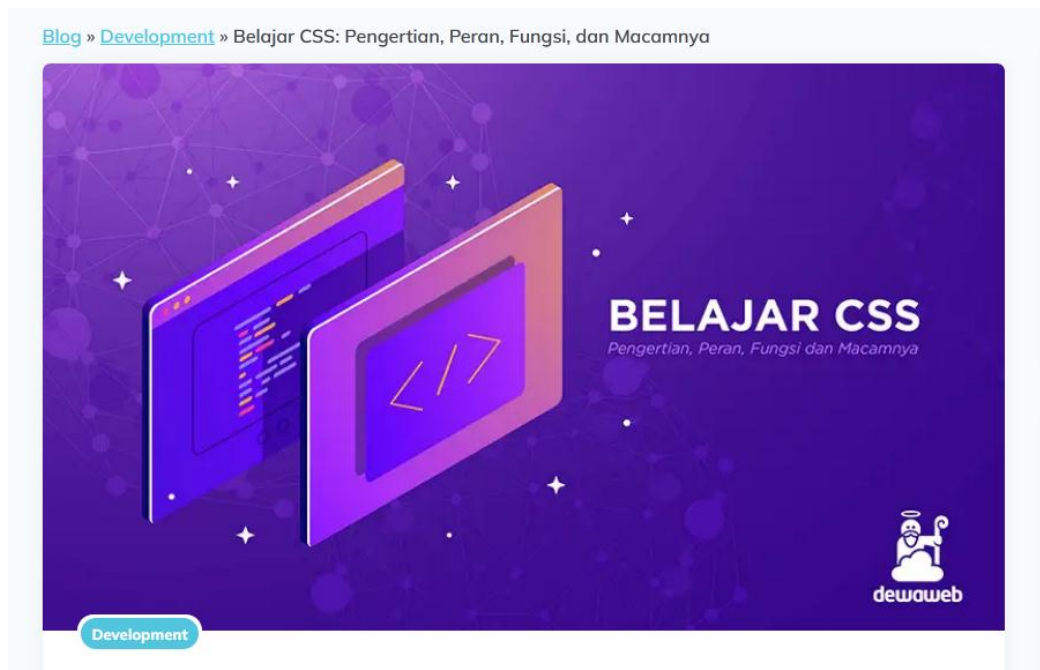 Blog » Development » Belajar CSS: Pengertian, Peran, Fungsi, dan Macamnya
</>
BELAJAR CSS
Pengertian, Peran, Fungsi dan Macamnya
dewaweb
Development